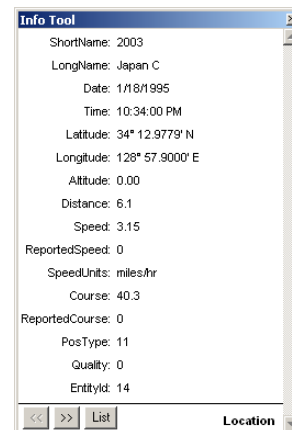 Info Tool
ShortName: 2003
LongName: Japan C
Date: 1/18/1995
Time: 10:34:00 PM
Latitude: 34° 12.9779' N
Longitude: 128° 57.9000' E
Altitude: 0.00
Distance: 6.1
Speed: 3.15
ReportedSpeed: 0
SpeedUnits: miles/hr
Course: 40.3
ReportedCourse: 0
PosType: 11
Quality: 0
EntityId: 14
<< >> List Location